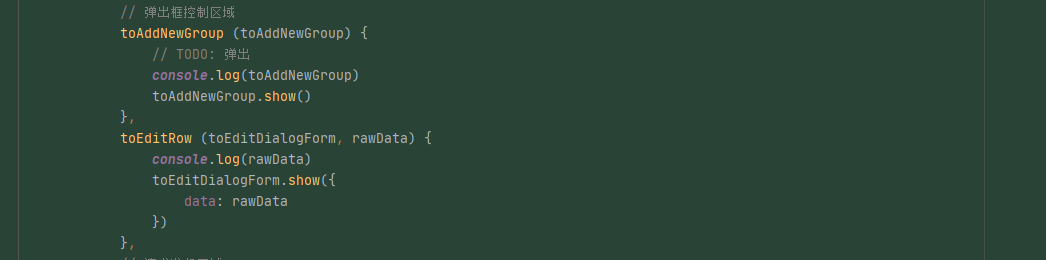 // 弹出框控制区域
toAddNewGroup (toAddNewGroup) {
// TODO: 弹出
console.log(toAddNewGroup)
toAddNewGroup.show()
},
toEditRow (toEditDialogForm, rawData) {
console.log(rawData)
toEditDialogForm.show({
data: rawData
})
},
//